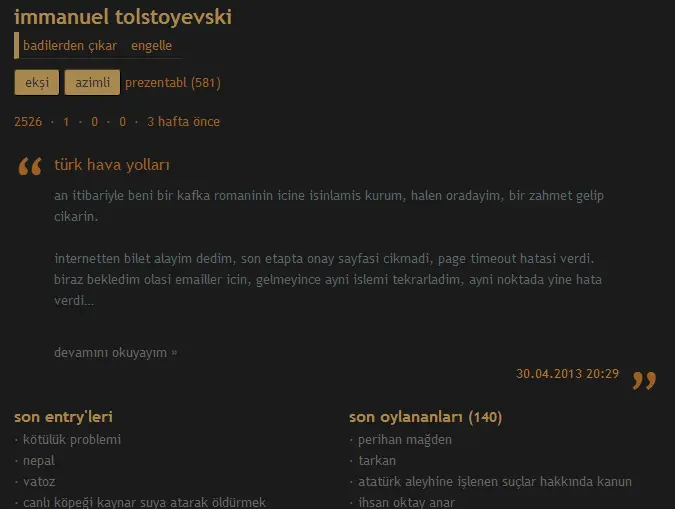 immanuel tolstoyevski
badilerden çıkar engelle
ekşi azimli prezentabl (581)
2526 · 1 · 0 · 0 · 3 hafta önce
“ türk hava yolları
an itibariyle beni bir kafka romaninin icine isinlamis kurum, halen oradayim, bir zahmet gelip
cikarin.
internetten bilet alayim dedim, son etapta onay sayfasi cikmadi, page timeout hatasi verdi.
biraz bekledim olasi emailler icin, gelmeyince ayni islemi tekrarladim, ayni noktada yine hata
verdi...
devamını okuyayım »
30.04.2013 20:29 ”
son entry'leri
· kötülük problemi
· nepal
· vatoz
· canlı köpeği kaynar suya atarak öldürmek
son oylananları (140)
· perihan mağden
· tarkan
· atatürk aleyhine işlenen suçlar hakkında kanun
· ihsan oktay anar